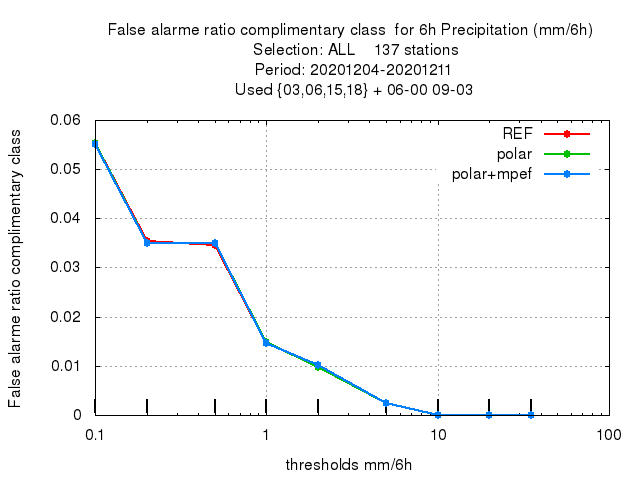 False alarme ratio complimentary class  for 6h Precipitation (mm/6h)
Selection: ALL    137 stations
Period: 20201204-20201211
Used {03,06,15,18} + 06-00 09-03
False alarme ratio complimentary class
0.06
0.05
0.04
0.03
0.02
0.01
0
REF
polar
polar+mpef
0.1
1
10
100
thresholds mm/6h